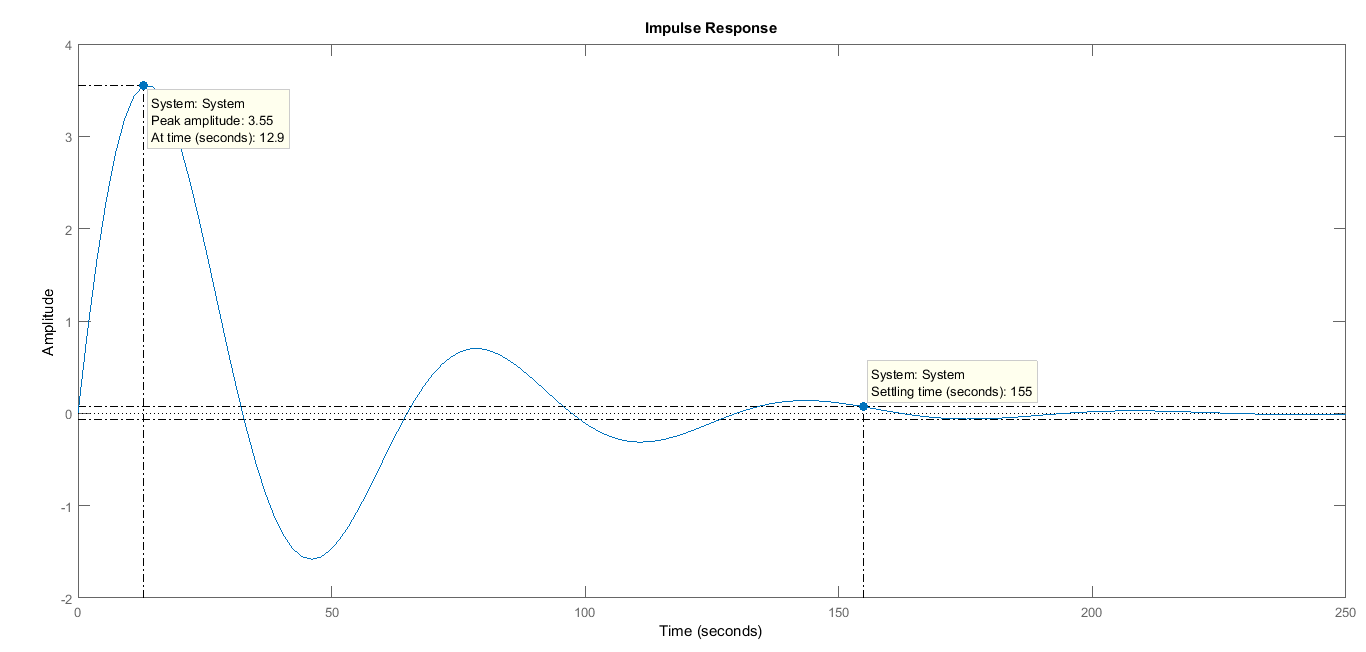 Impulse Response
4
System: System
Peak amplitude: 3.55
At time (seconds): 12.9
3
2
1
Amplitude
System: System
Settling time (seconds): 155
0
-1
-2
0 50 100 150 200 250
Time (seconds)